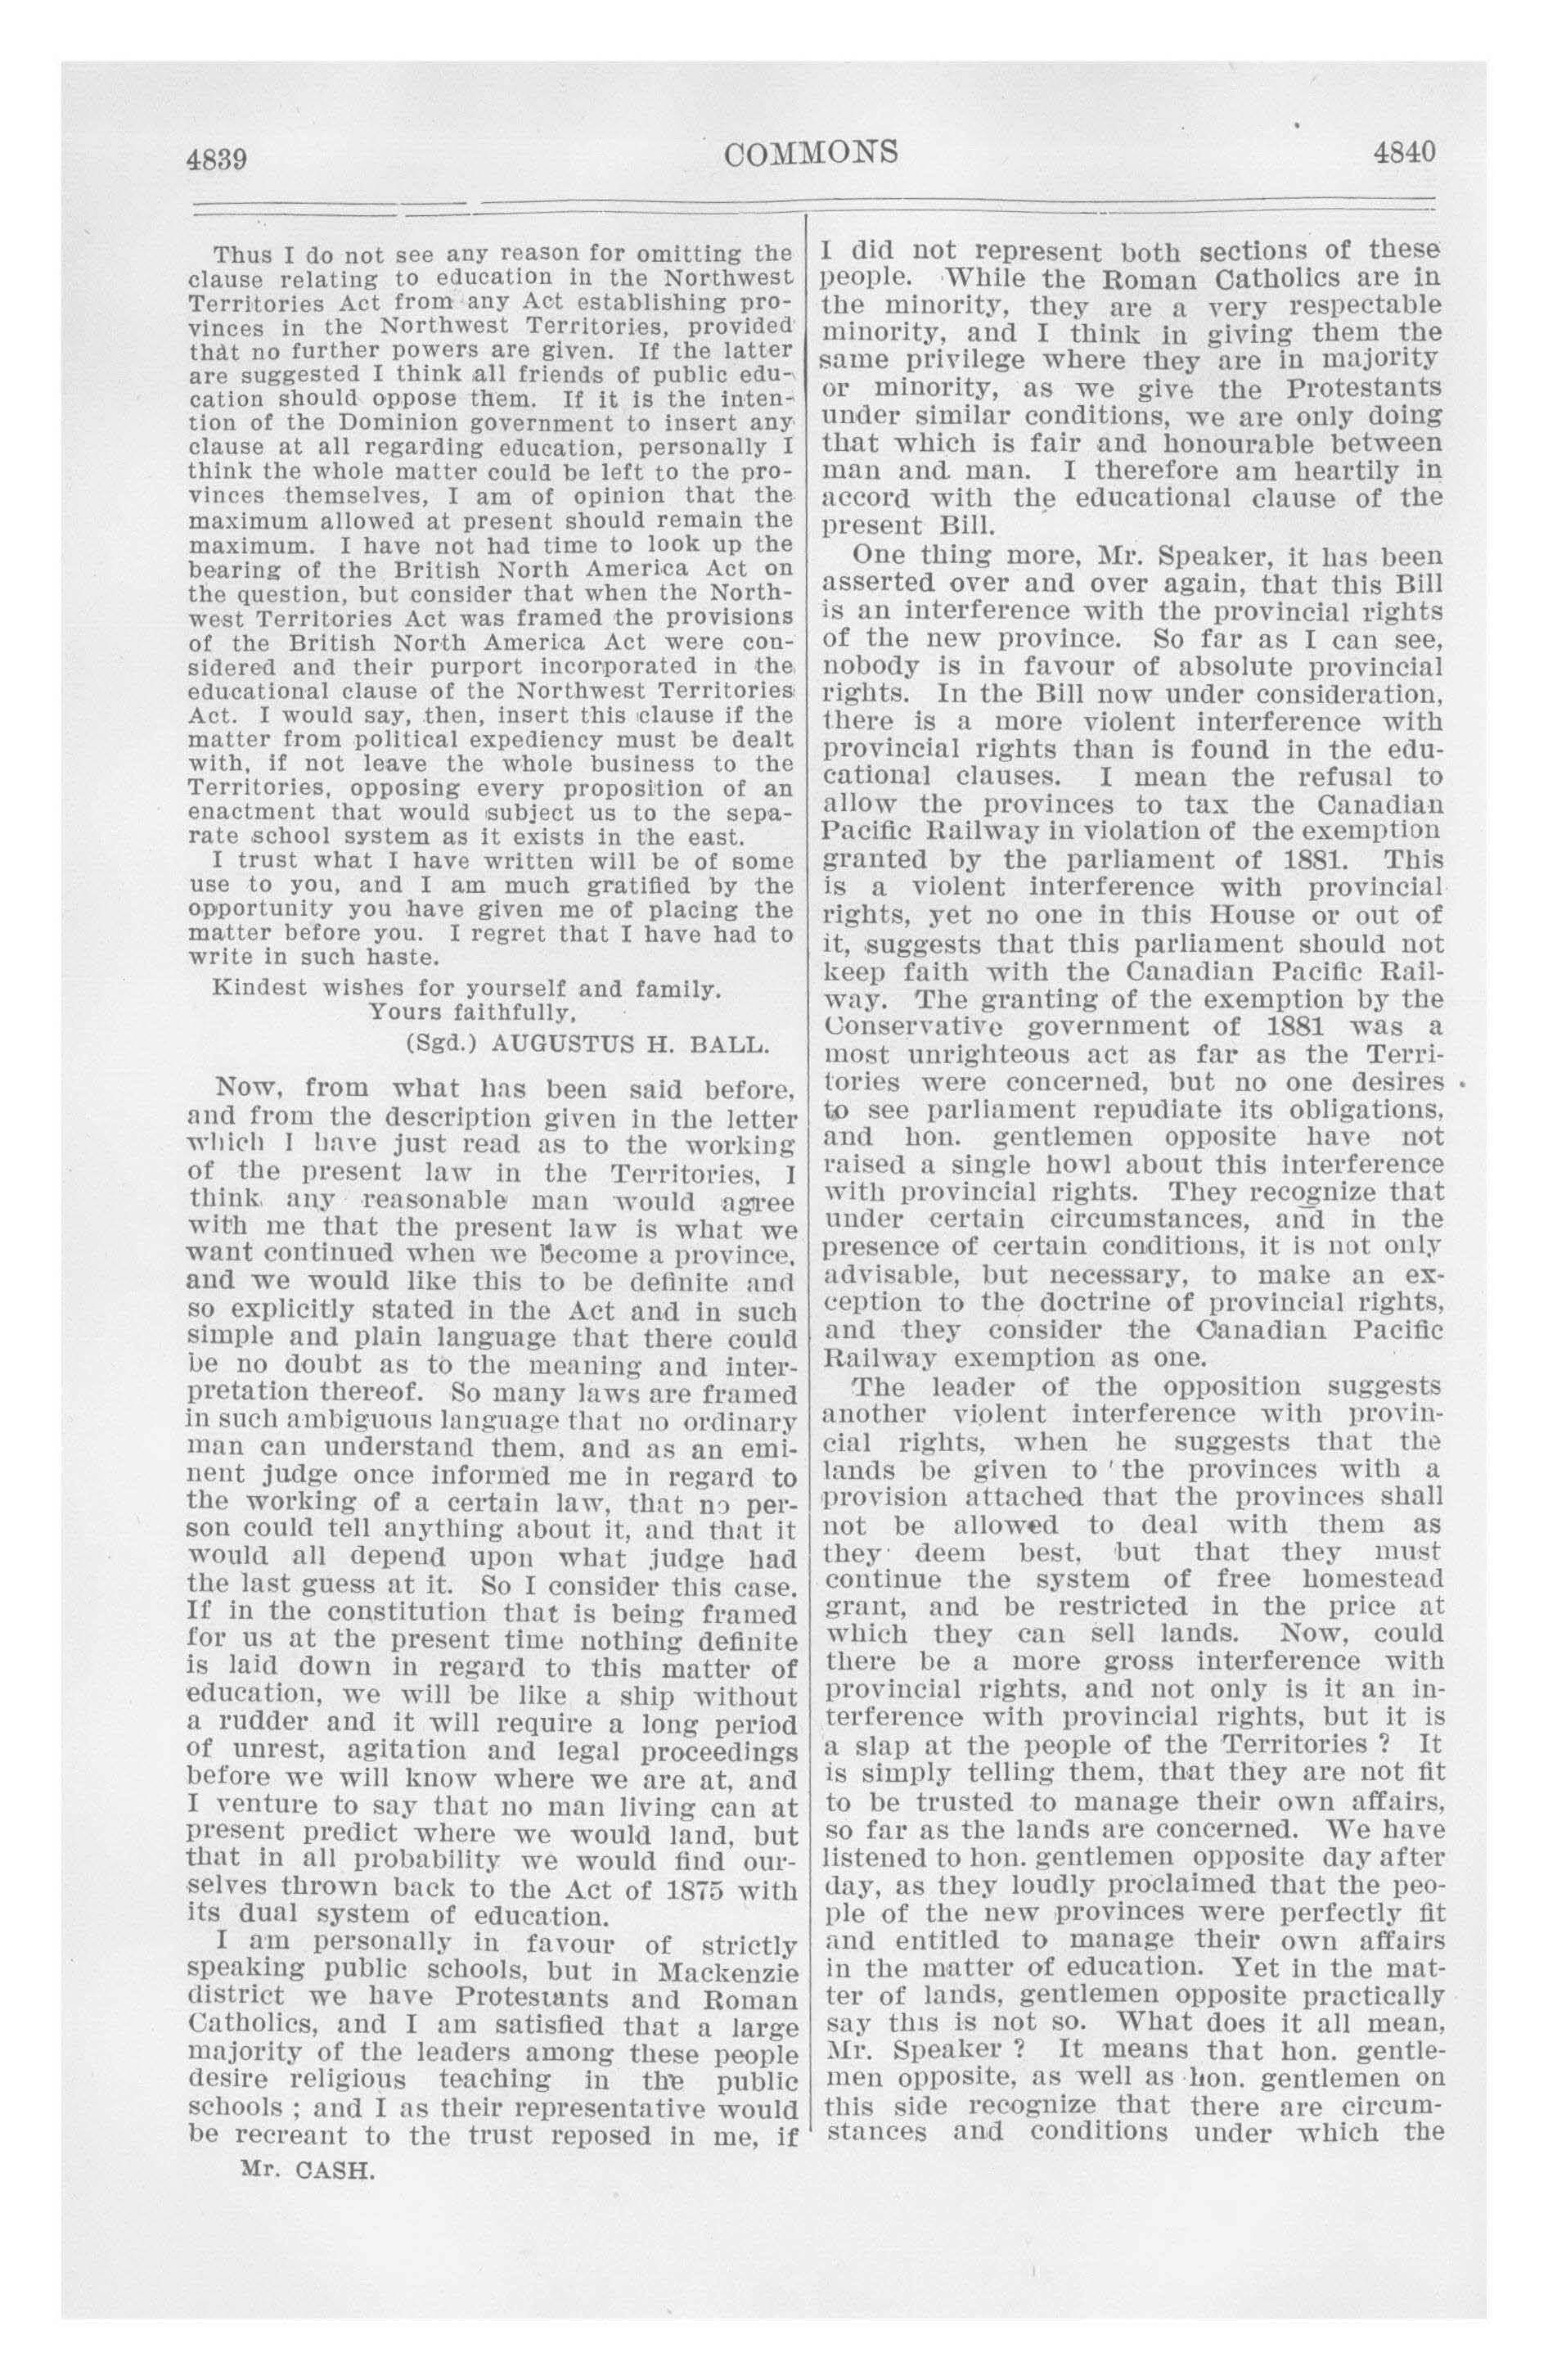 4839
COMMONS
4840
Thus I do not see any reason for omitting the
clause relating to education in the Northwest
Territories Act from any Act establishing pro-
vinces in the Northwest Territories, provided
that no further powers are given. If the latter
are suggested I think all friends of public edu-
cation should oppose them. If it is the inten-
tion of the Dominion government to insert any
clause at all regarding education, personally I
think the whole matter could be left to the pro-
vinces themselves, I am of opinion that the
maximum allowed at present should remain the
maximum. I have not had time to look up the
bearing of the British North America Act on
the question, but consider that when the North-
west Territories Act was framed the provisions
of the British North America Act were con-
sidered and their purport incorporated in the
educational clause of the Northwest Territories
Act. I would say, then, insert this clause if the
matter from political expediency must be dealt
with, if not leave the whole business to the
Territories, opposing every proposition of an
enactment that would subject us to the sepa-
rate school system as it exists in the east.
I trust what I have written will be of some
use to you, and I am much gratified by the
opportunity you have given me of placing the
matter before you. I regret that I have had to
write in such haste.
Kindest wishes for yourself and family.
Yours faithfully,
(Sgd.) AUGUSTUS H. BALL.
Now, from what has been said before,
and from the description given in the letter
which I have just read as to the working
of the present law in the Territories, I
think any reasonable man would agree
with me that the present law is what we
want continued when we become a province,
and we would like this to be definite and
so explicitly stated in the Act and in such
simple and plain language that there could
be no doubt as to the meaning and inter-
pretation thereof. So many laws are framed
in such ambiguous language that no ordinary
man can understand them, and as an emi-
nent judge once informed me in regard to
the working of a certain law, that no per-
son could tell anything about it, and that it
would all depend upon what judge had
the last guess at it. So I consider this case.
If in the constitution that is being framed
for us at the present time nothing definite
is laid down in regard to this matter of
education, we will be like a ship without
a rudder and it will require a long period
of unrest, agitation and legal proceedings
before we will know where we are at, and
I venture to say that no man living can at
present predict where we would land, but
that in all probability we would find our-
selves thrown back to the Act of 1875 with
its dual system of education.
I am personally in favour of strictly
speaking public schools, but in Mackenzie
district we have Protestants and Roman
Catholics, and I am satisfied that a large
majority of the leaders among these people
desire religious teaching in the public
schools ; and I as their representative would
be recreant to the trust reposed in me, if
Mr. CASH.
I did not represent both sections of these
people. While the Roman Catholics are in
the minority, they are a very respectable
minority, and I think in giving them the
same privilege where they are in majority
or minority, as we give the Protestants
under similar conditions, we are only doing
that which is fair and honourable between
man and man. I therefore am heartily in
accord with the educational clause of the
present Bill.
One thing more, Mr. Speaker, it has been
asserted over and over again, that this Bill
is an interference with the provincial rights
of the new province. So far as I can see,
nobody is in favour of absolute provincial
rights. In the Bill now under consideration,
there is a more violent interference with
provincial rights than is found in the edu-
cational clauses. I mean the refusal to
allow the provinces to tax the Canadian
Pacific Railway in violation of the exemption
granted by the parliament of 1881. This
is a violent interference with provincial
rights, yet no one in this House or out of
it, suggests that this parliament should not
keep faith with the Canadian Pacific Rail-
way. The granting of the exemption by the
Conservative government of 1881 was a
most unrighteous act as far as the Terri-
tories were concerned, but no one desires
to see parliament repudiate its obligations,
and hon. gentlemen opposite have not
raised a single howl about this interference
with provincial rights. They recognize that
under certain circumstances, and in the
presence of certain conditions, it is not only
advisable, but necessary, to make an ex-
ception to the doctrine of provincial rights,
and they consider the Canadian Pacific
Railway exemption as one.
The leader of the opposition suggests
another violent interference with provin-
cial rights, when he suggests that the
lands be given to the provinces with a
provision attached that the provinces shall
not be allowed to deal with them as
they deem best, but that they must
continue the system of free homestead
grant, and be restricted in the price at
which they can sell lands. Now, could
there be a more gross interference with
provincial rights, and not only is it an in-
terference with provincial rights, but it is
a slap at the people of the Territories ? It
is simply telling them, that they are not fit
to be trusted to manage their own affairs,
so far as the lands are concerned. We have
listened to hon. gentlemen opposite day after
day, as they loudly proclaimed that the peo-
ple of the new provinces were perfectly fit
and entitled to manage their own affairs
in the matter of education. Yet in the mat-
ter of lands, gentlemen opposite practically
say this is not so. What does it all mean,
Mr. Speaker ? It means that hon. gentle-
men opposite, as well as hon. gentlemen on
this side recognize that there are circum-
stances and conditions under which the